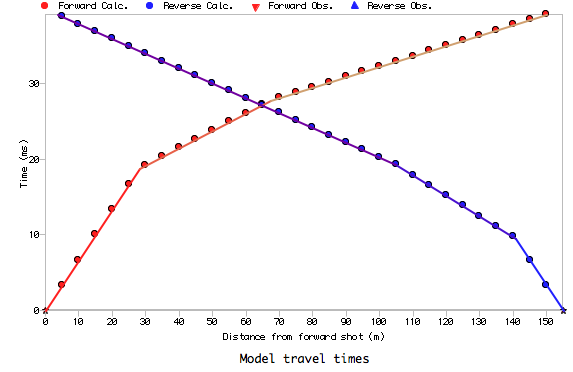 Forward Calc. Reverse Calc. Forward Obs. Reverse Obs.
30
20
10
0
Time (ms)
0 10 20 30 40 50 60 70 80 90 100 110 120 130 140 150
Distance from forward shot (m)
Model travel times